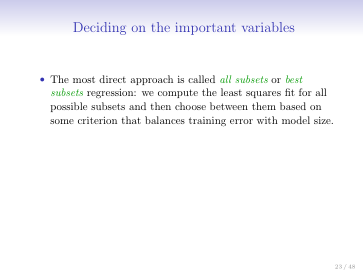 Deciding on the important variables
• The most direct approach is called all subsets or best
subsets regression: we compute the least squares fit for all
possible subsets and then choose between them based on
some criterion that balances training error with model size.
23 / 48